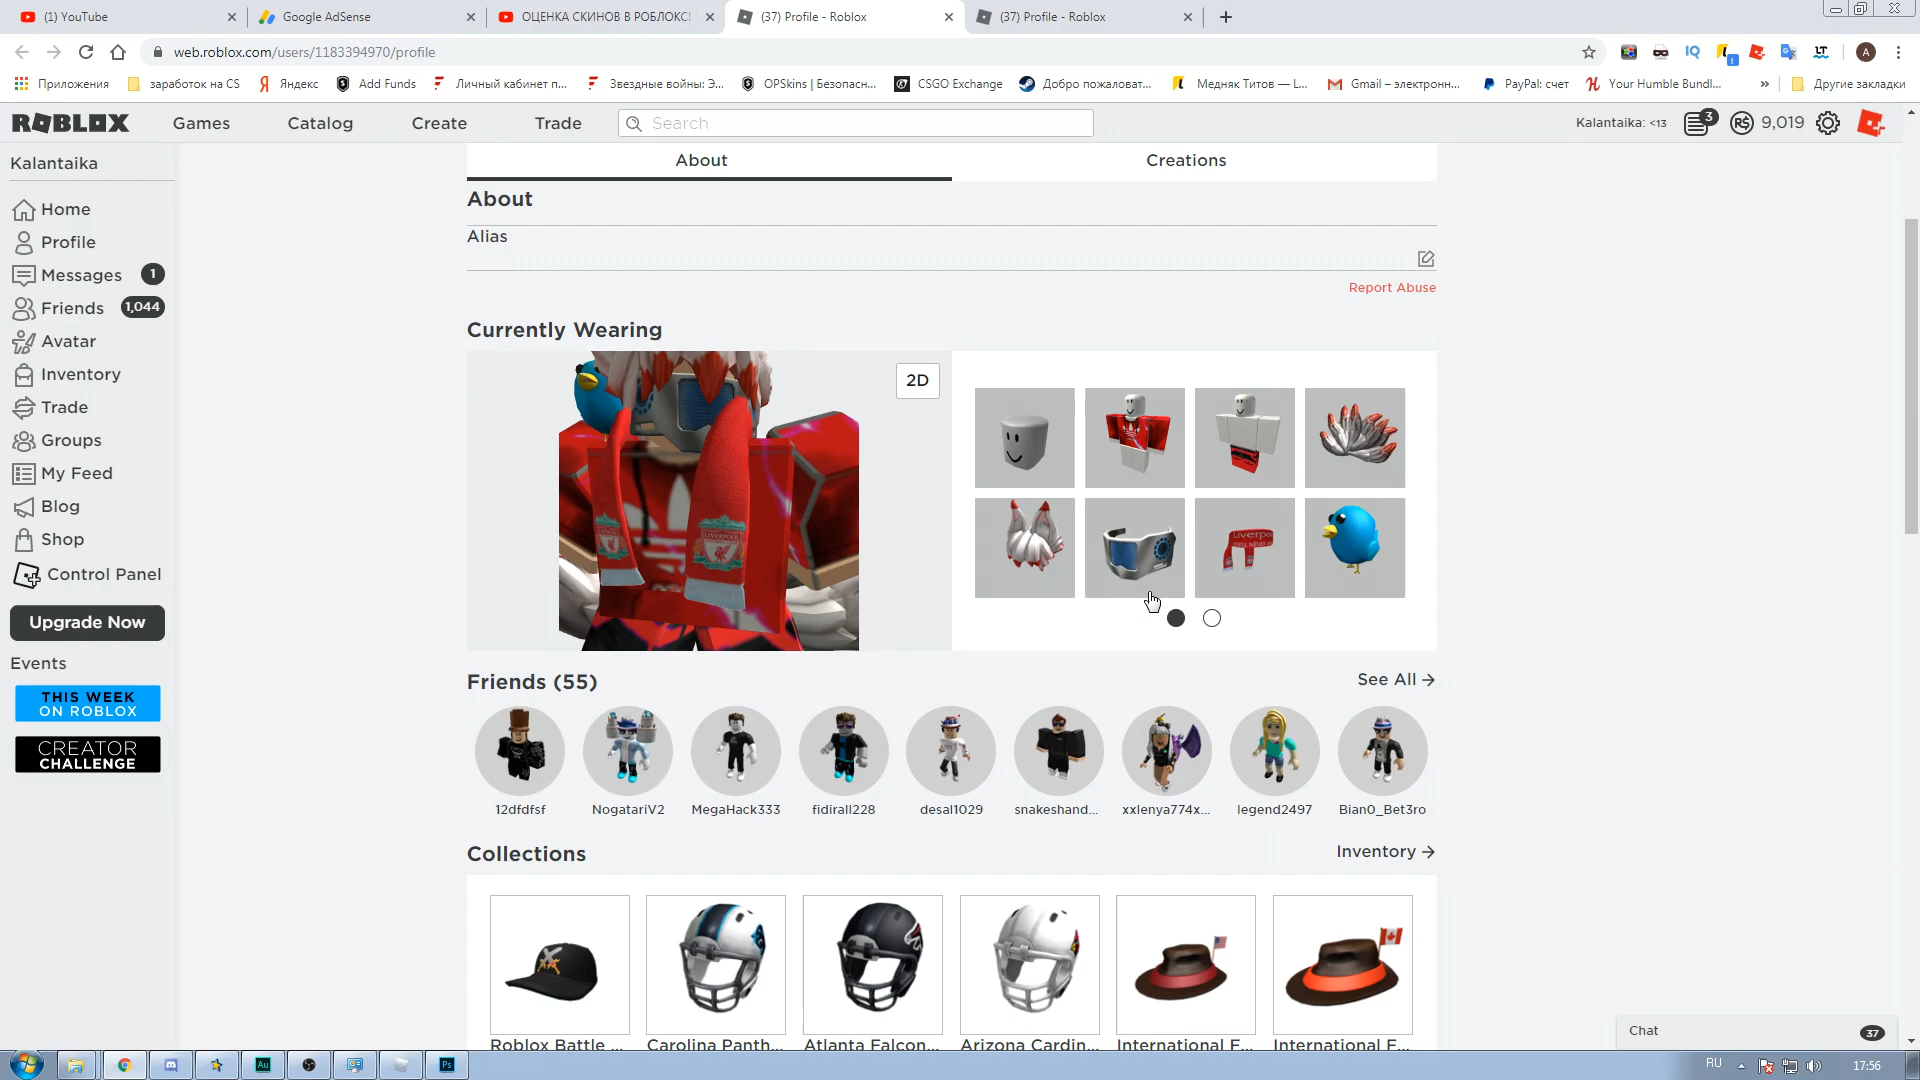 (1) YouTube
Google AdSense
ОЦЕНКА СКИНОВ В РОБЛОКС!
(37) Profile - Roblox
(37) Profile - Roblox
web.roblox.com/users/1183394970/profile
Приложения
заработок на CS
Яндекс
Add Funds
Личный кабинет п...
Звездные войны: Э...
OPSkins | Безопасн...
CSGO Exchange
Добро пожаловат...
Медняк Титов — L...
Gmail – электронн...
PayPal: счет
Your Humble Bundl...
»
Другие закладки
ROBLOX
Games
Catalog
Create
Trade
Search
Kalantaika: <13
3
9,019
Kalantaika
Home
Profile
Messages 1
Friends 1,044
Avatar
Inventory
Trade
Groups
My Feed
Blog
Shop
Control Panel
Upgrade Now
Events
THIS WEEK
ON ROBLOX
CREATOR
CHALLENGE
About
Creations
About
Alias
Report Abuse
Currently Wearing
2D
Friends (55)
See All
12dfdfsf
NogatariV2
MegaHack333
fidirall228
desal1029
snakeshand...
xxlenya774x...
legend2497
Bian0_Bet3ro
Collections
Inventory
Roblox Battle ...
Carolina Panth...
Atlanta Falcon...
Arizona Cardin...
International F...
International F...
Chat
37
RU
17:56